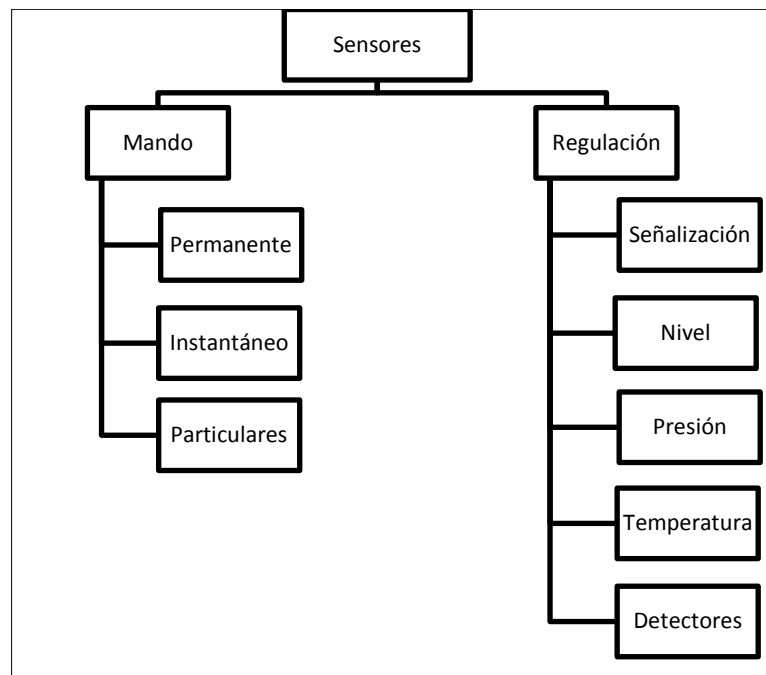 Sensores
Mando
Permanente
Instantáneo
Particulares
Regulación
Señalización
Nivel
Presión
Temperatura
Detectores